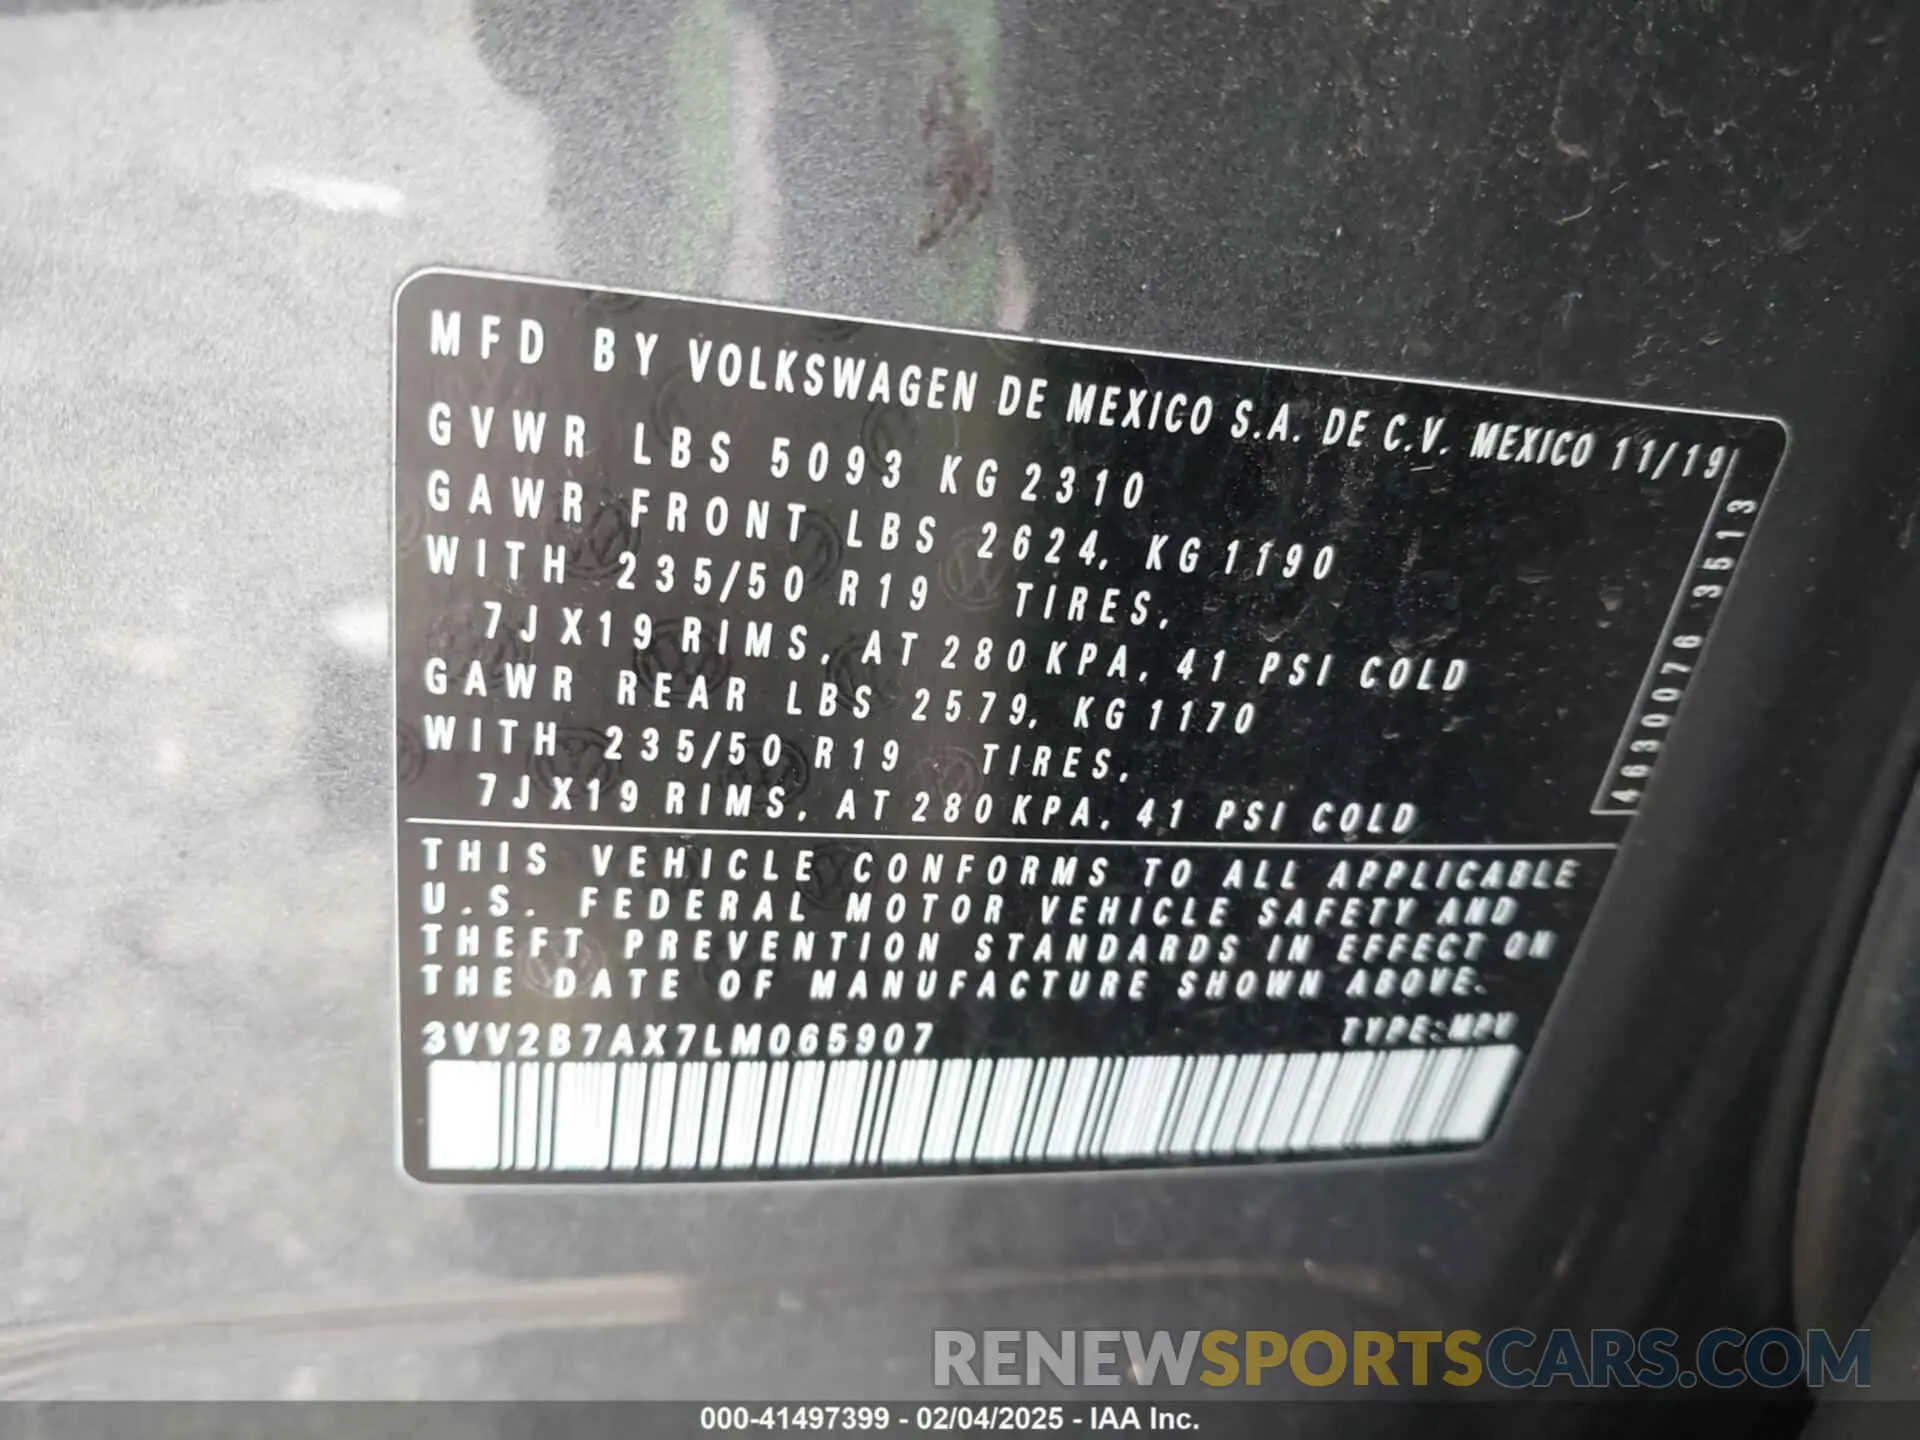 MFD BY VOLKSWAGEN DE MEXICO S.A. DE C.V. MEXICO 11/19
GVWR LBS 5093 KG 2310
GAWR FRONT LBS 2624, KG 1190
WITH 235/50 R19 TIRES,
7JX19 RIMS, AT 280 KPA, 41 PSI COLD
GAWR REAR LBS 2579, KG 1170
WITH 235/50 R19 TIRES,
7JX19 RIMS, AT 280 KPA, 41 PSI COLD
4630076 3513
THIS VEHICLE CONFORMS TO ALL APPLICABLE
U.S. FEDERAL MOTOR VEHICLE SAFETY AND
THEFT PREVENTION STANDARDS IN EFFECT ON
THE DATE OF MANUFACTURE SHOWN ABOVE.
3VV2B7AX7LM065907 TYPE:MPV
RENEWSPORTSCARS.COM
000-41497399 - 02/04/2025 - IAA Inc.